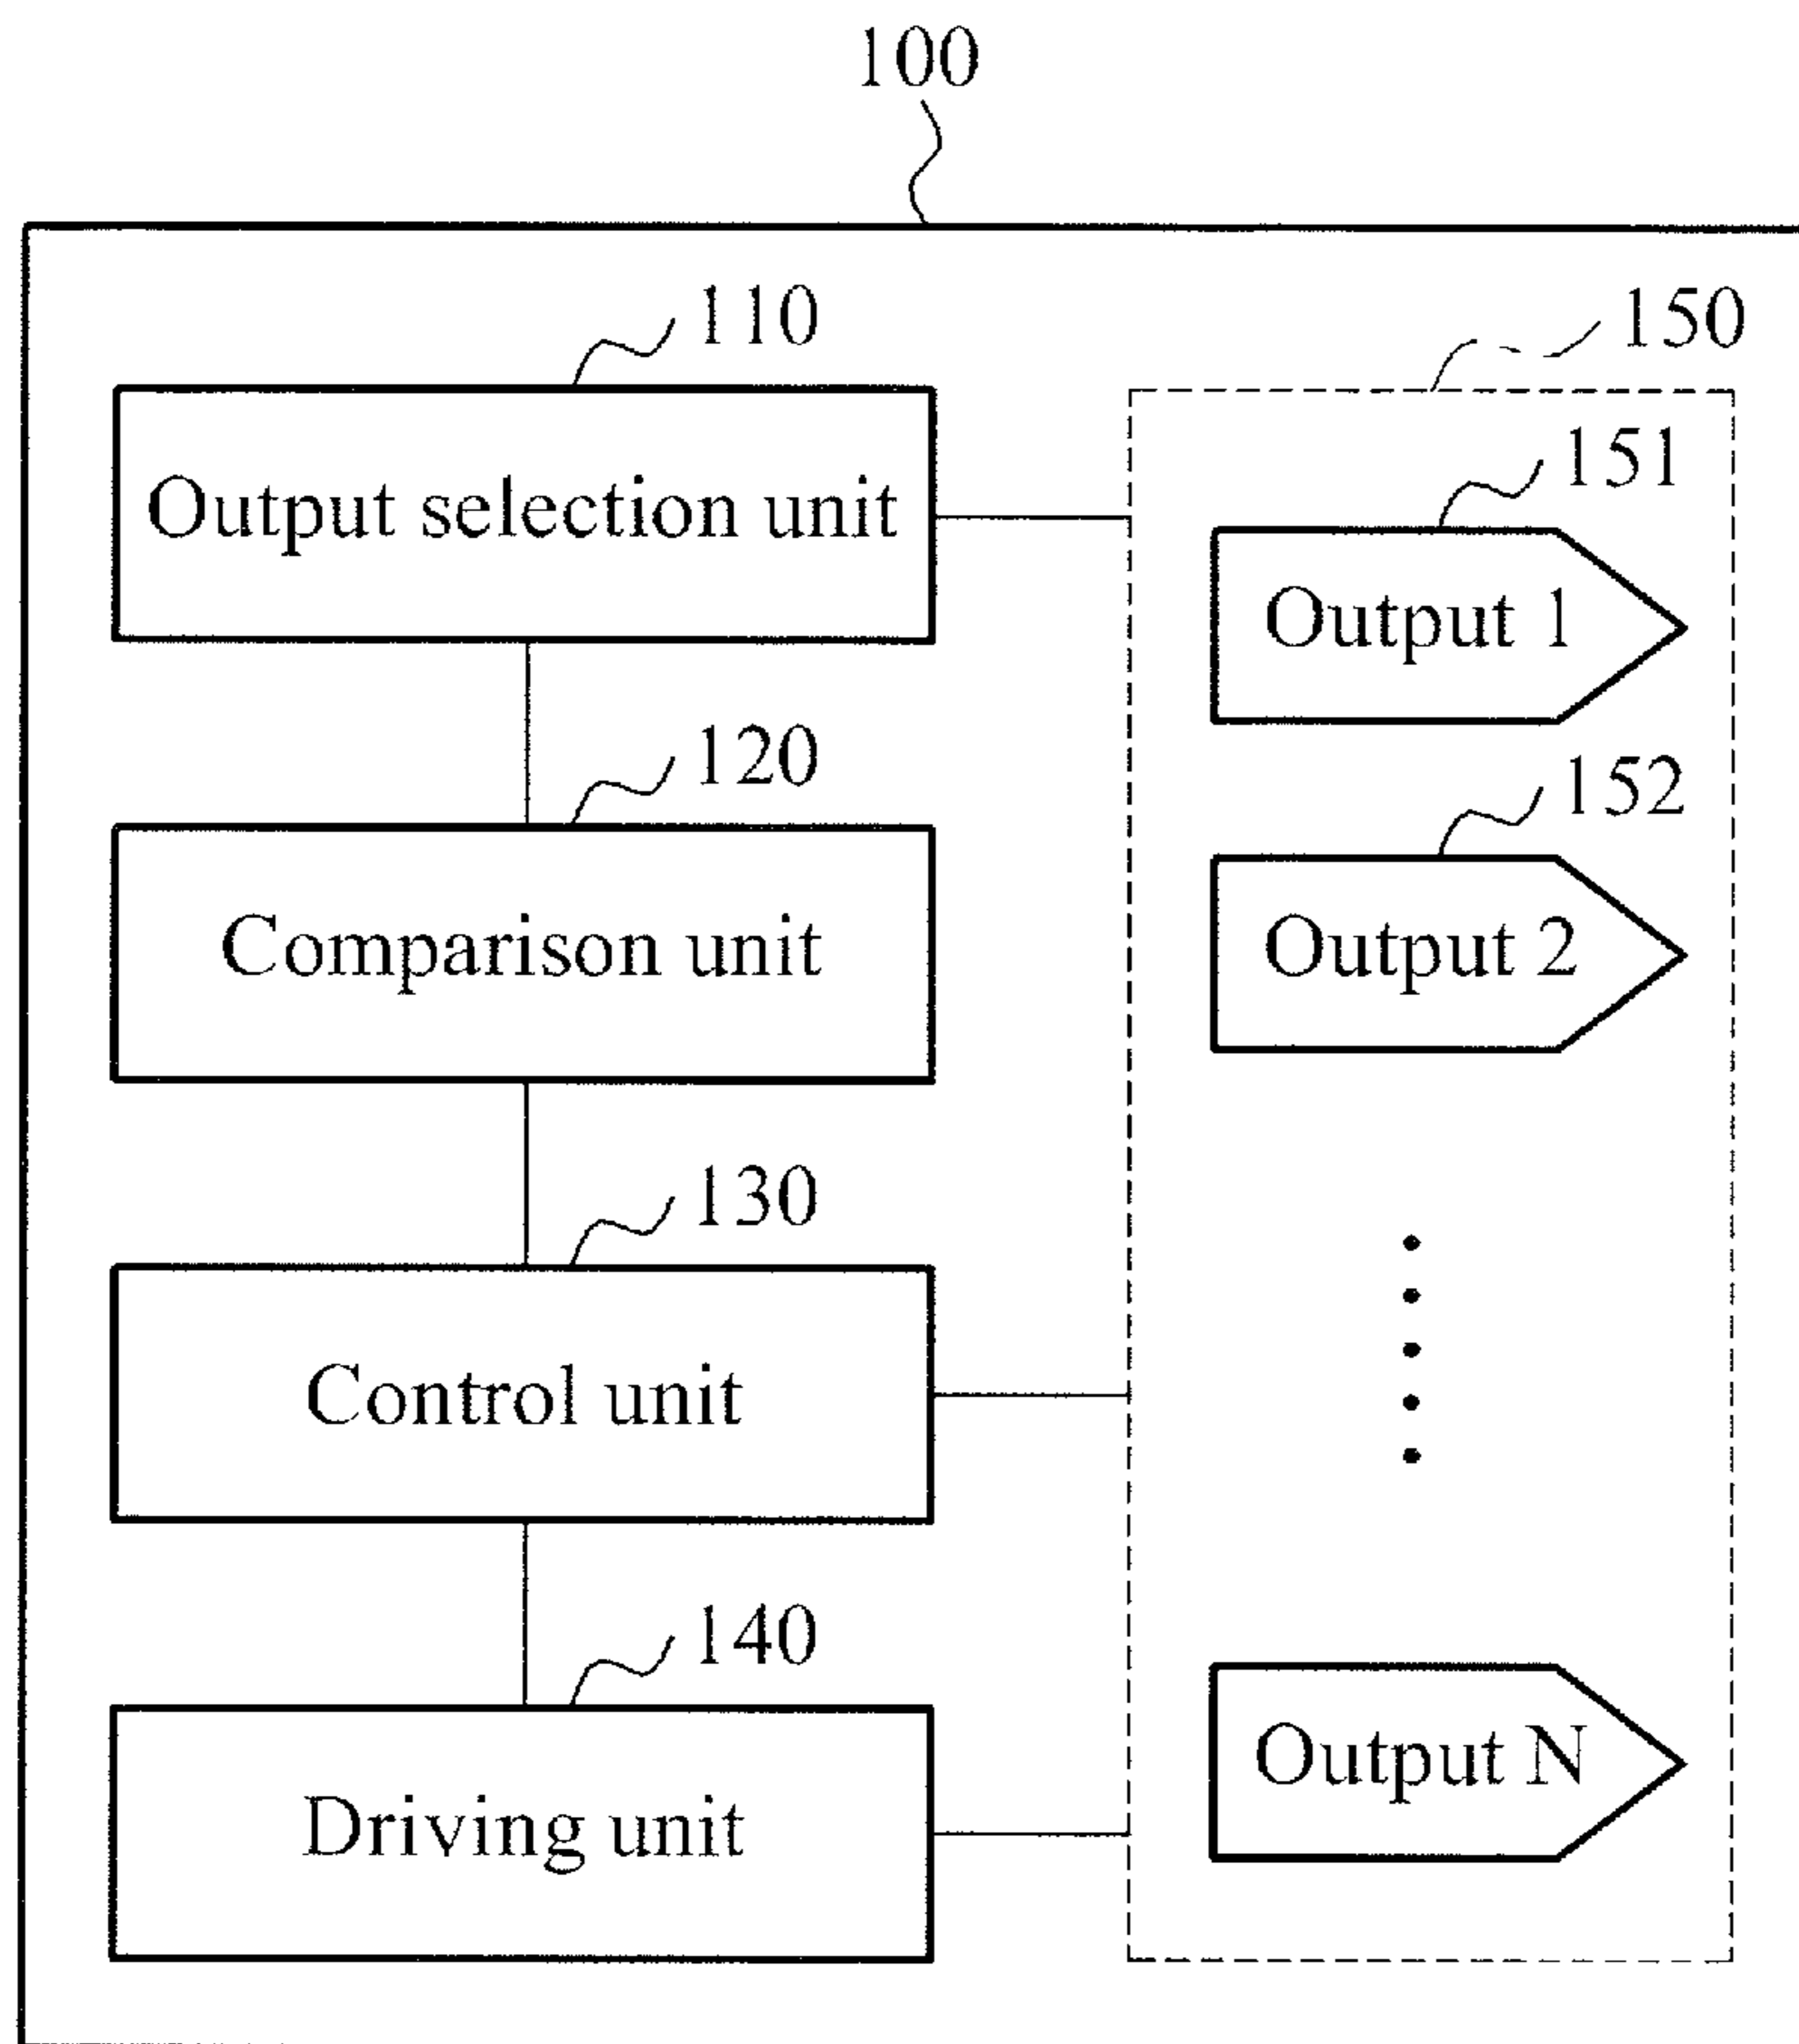 100
110
150
Output selection unit
151
Output 1
120
152
Comparison unit
Output 2
130
Control unit
140
Output N
Driving unit